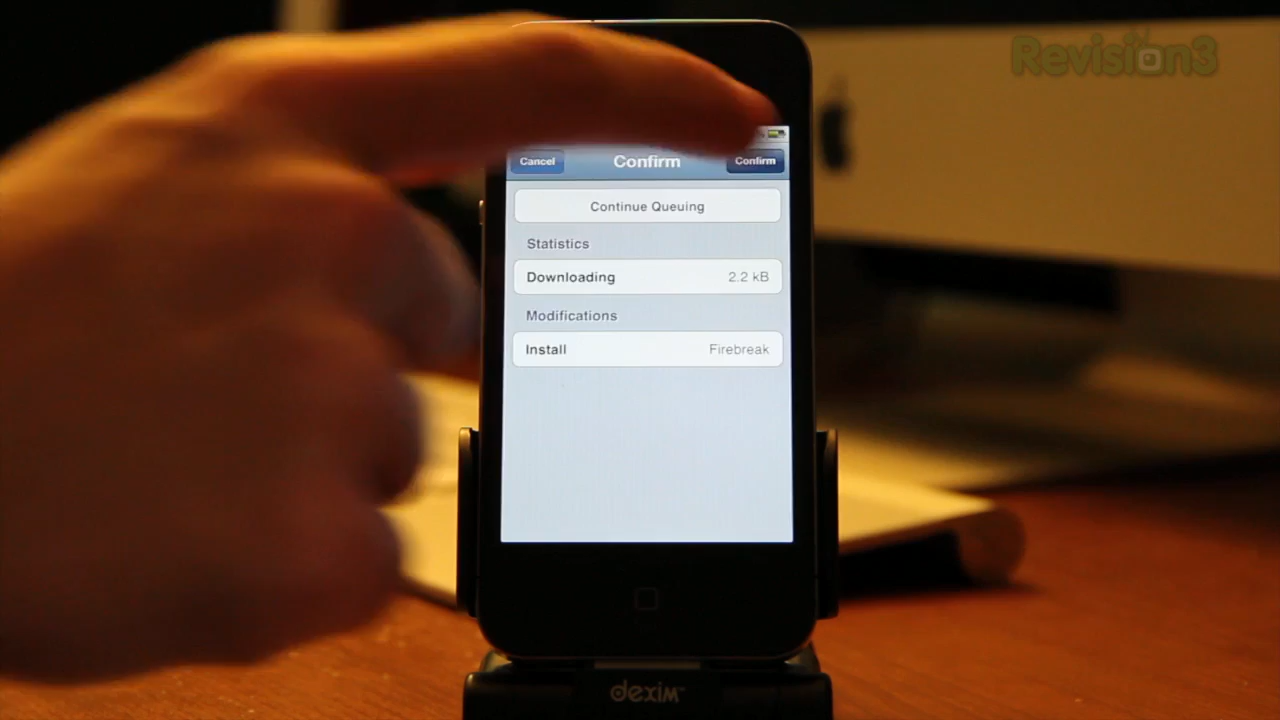 Revision3
Cancel Confirm Confirm
Continue Queuing
Statistics
Downloading 2.2 kB
Modifications
Install Firebreak
dexim